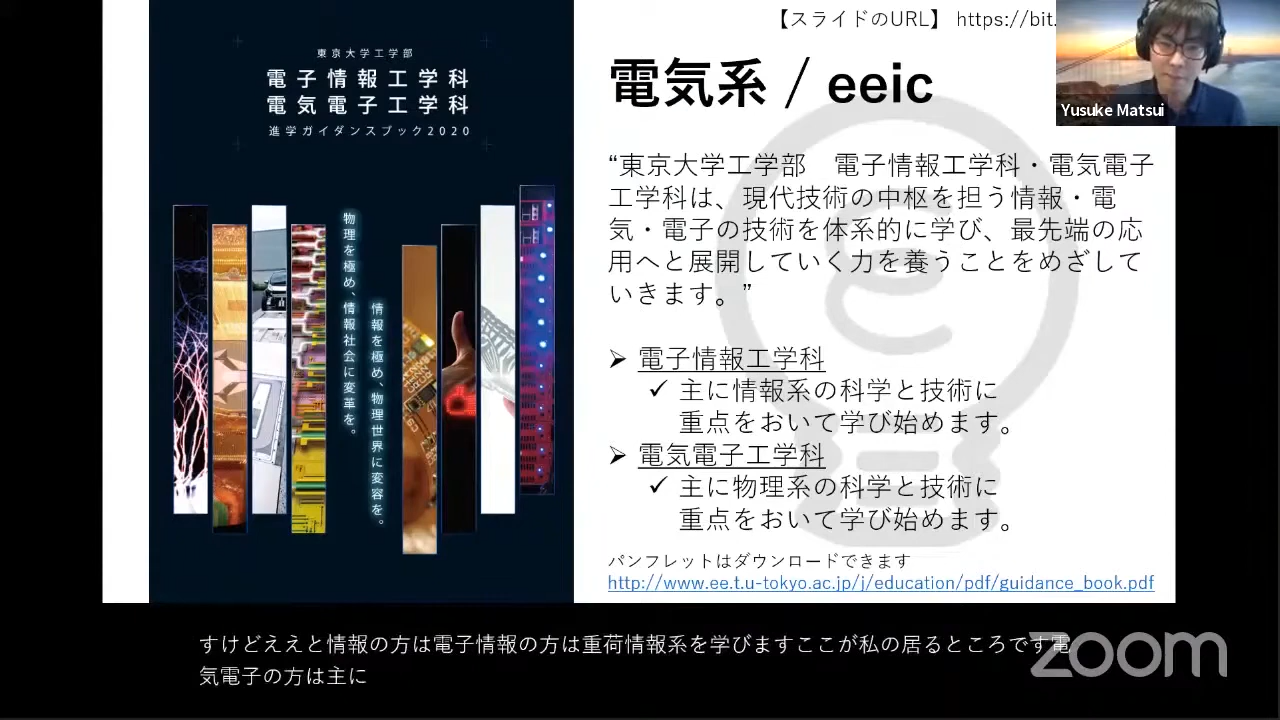 【スライドのURL】 https://bit.
Yusuke Matsui
東京大学工学部
電子情報工学科
電気電子工学科
進学ガイダンスブック2020
物理を極め、情報社会に変革を。
情報を極め、物理世界に変容を。
電気系 / eeic
“東京大学工学部　電子情報工学科・電気電子
工学科は、現代技術の中枢を担う情報・電
気・電子の技術を体系的に学び、最先端の応
用へと展開していく力を養うことをめざして
いきます。”
➢ 電子情報工学科
✓ 主に情報系の科学と技術に
重点をおいて学び始めます。
➢ 電気電子工学科
✓ 主に物理系の科学と技術に
重点をおいて学び始めます。
パンフレットはダウンロードできます
http://www.ee.t.u-tokyo.ac.jp/j/education/pdf/guidance_book.pdf
すけどええと情報の方は電子情報の方は重荷情報系を学びますここが私の居るところです電
気電子の方は主に
zoom